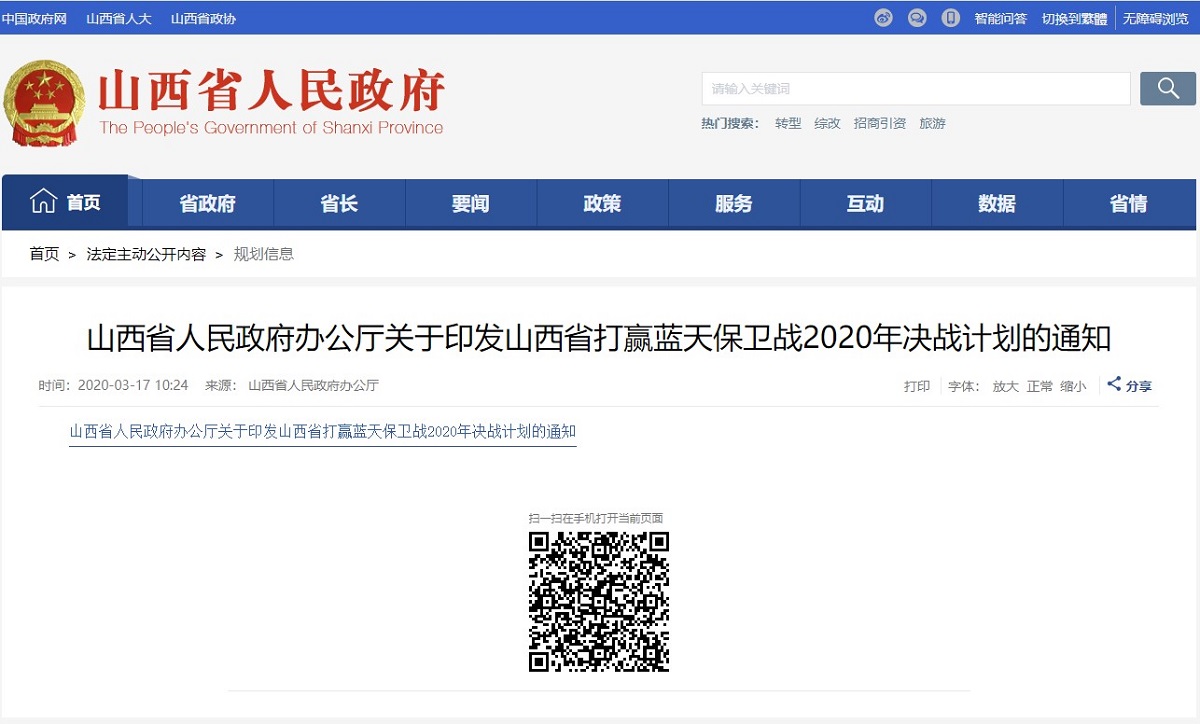 中国政府网 山西省人大 山西省政协 智能问答 切换到繁體 无障碍浏览
山西省人民政府
The People's Government of Shanxi Province
请输入关键词
热门搜索： 转型 综改 招商引资 旅游
首页 省政府 省长 要闻 政策 服务 互动 数据 省情
首页 > 法定主动公开内容 > 规划信息
山西省人民政府办公厅关于印发山西省打赢蓝天保卫战2020年决战计划的通知
时间：2020-03-17 10:24 来源： 山西省人民政府办公厅 打印 字体： 放大 正常 缩小 分享
山西省人民政府办公厅关于印发山西省打赢蓝天保卫战2020年决战计划的通知
扫一扫在手机打开当前页面